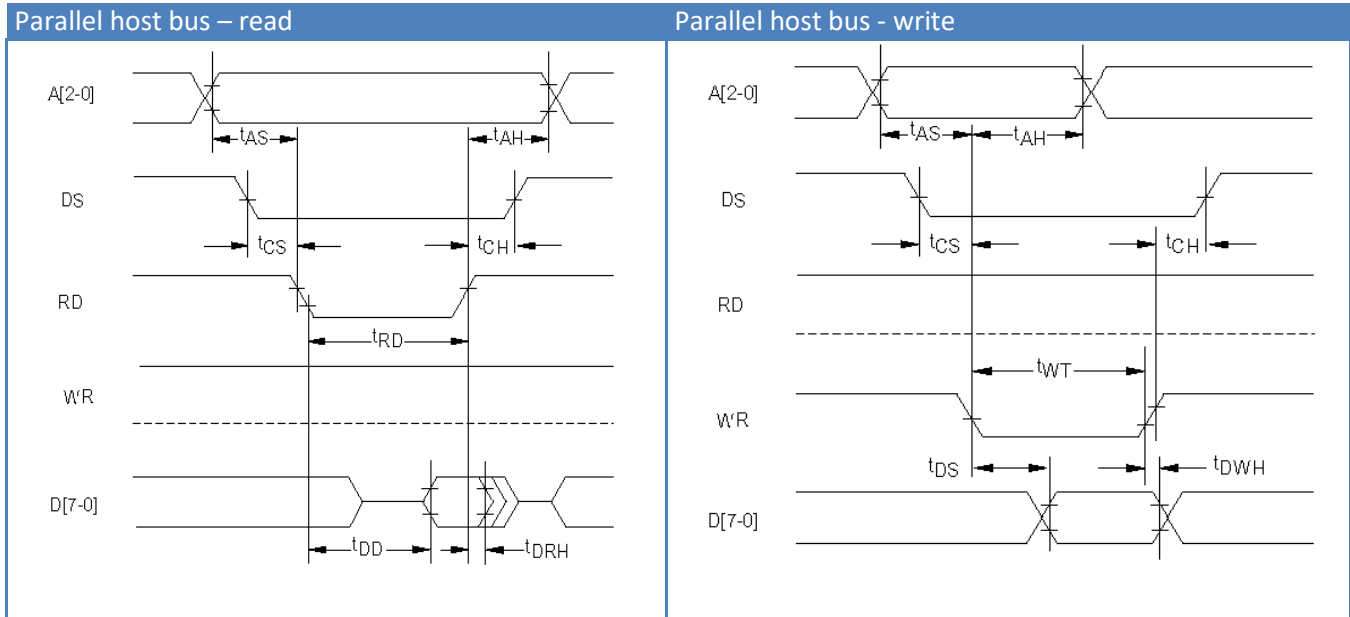 Parallel host bus – read
A[2-0]
tAS
tAH
DS
tCS
tCH
RD
tRD
WR
D[7-0]
tDD
tDRH
Parallel host bus - write
A[2-0]
tAS
tAH
DS
tCS
tCH
RD
tWT
WR
tDS
tDWH
D[7-0]